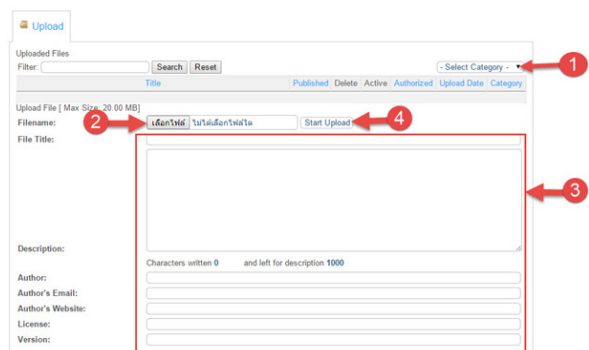 Upload
Uploaded Files
Filter: Search Reset - Select Category - 1
Title Published Delete Active Authorized Upload Date Category
Upload File [ Max Size: 20.00 MB]
Filename: 2 เลือกไฟล์ ไม่ได้เลือกไฟล์ใด Start Upload 4
File Title:
3
Description:
Characters written 0 and left for description 1000
Author:
Author's Email:
Author's Website:
License:
Version: